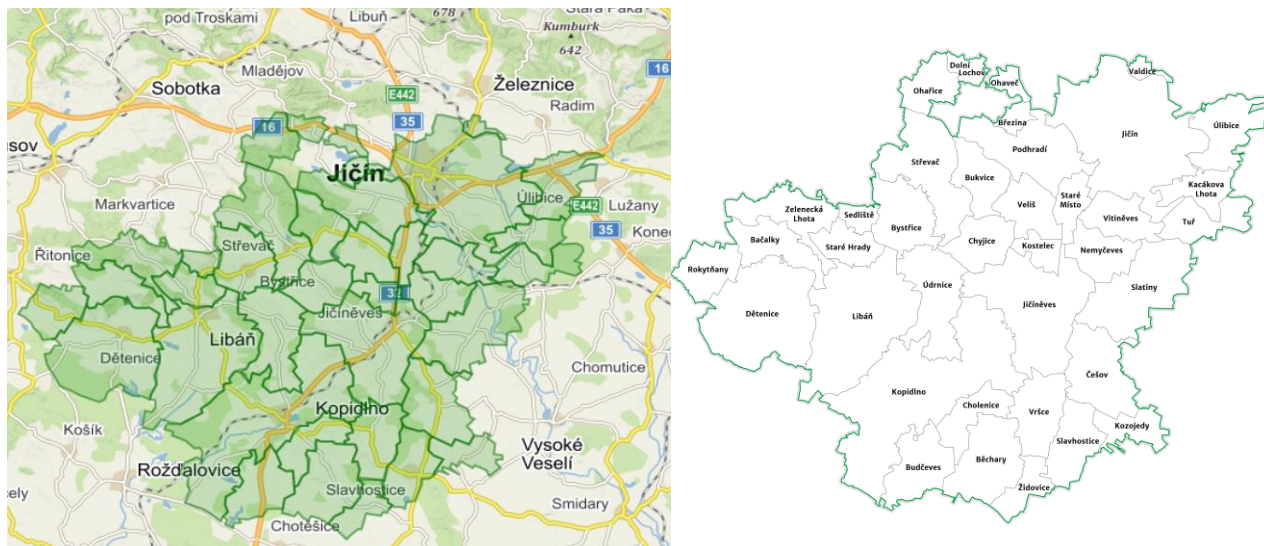 678
Stará Paka
pod Troskami
Libuň
Kumburk
642
Mladějov
16
Sobotka
E442
Železnice
Radim
35
16
sov
Jičín
Markvartice
Úlibice
E442
Lužany
35
Konec
Střevač
Řitonice
Bystřice
32
Jičíněves
Libáň
Dětenice
Chomutice
Kopidlno
Košík
Vysoké
Veselí
Rožďalovice
Slavhostice
cely
Smidary
Chotěšice
Dolní
Lochov
Ohaveč
Valdice
Ohařice
Březina
Jičín
Úlibice
Podhradí
Střevač
Bukvice
Kacákova
Lhota
Veliš
Staré
Místo
Zelenecká
Lhota
Sedliště
Vitiněves
Tuř
Bystřice
Bačalky
Staré Hrady
Chyjice
Kostelec
Nemyčeves
Rokytňany
Údrnice
Slatiny
Dětenice
Libáň
Jičíněves
Češov
Kopidlno
Cholenice
Vršce
Kozojedy
Slavhostice
Budčeves
Běchary
Židovice